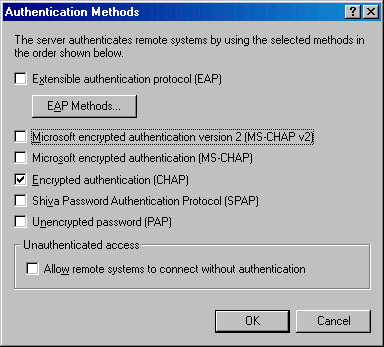 Authentication Methods
The server authenticates remote systems by using the selected methods in
the order shown below.
Extensible authentication protocol (EAP)
EAP Methods...
Microsoft encrypted authentication version 2 (MS-CHAP v2)
Microsoft encrypted authentication (MS-CHAP)
Encrypted authentication (CHAP)
Shiva Password Authentication Protocol (SPAP)
Unencrypted password (PAP)
Unauthenticated access
Allow remote systems to connect without authentication
OK Cancel